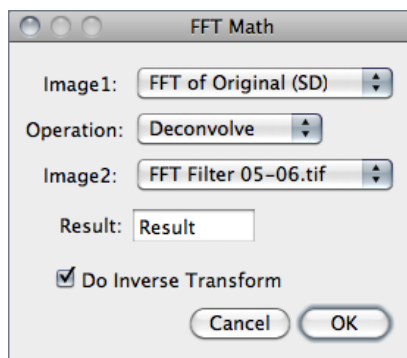 FFT Math
Image1: FFT of Original (SD)
Operation: Deconvolve
Image2: FFT Filter 05-06.tif
Result: Result
Do Inverse Transform
Cancel OK